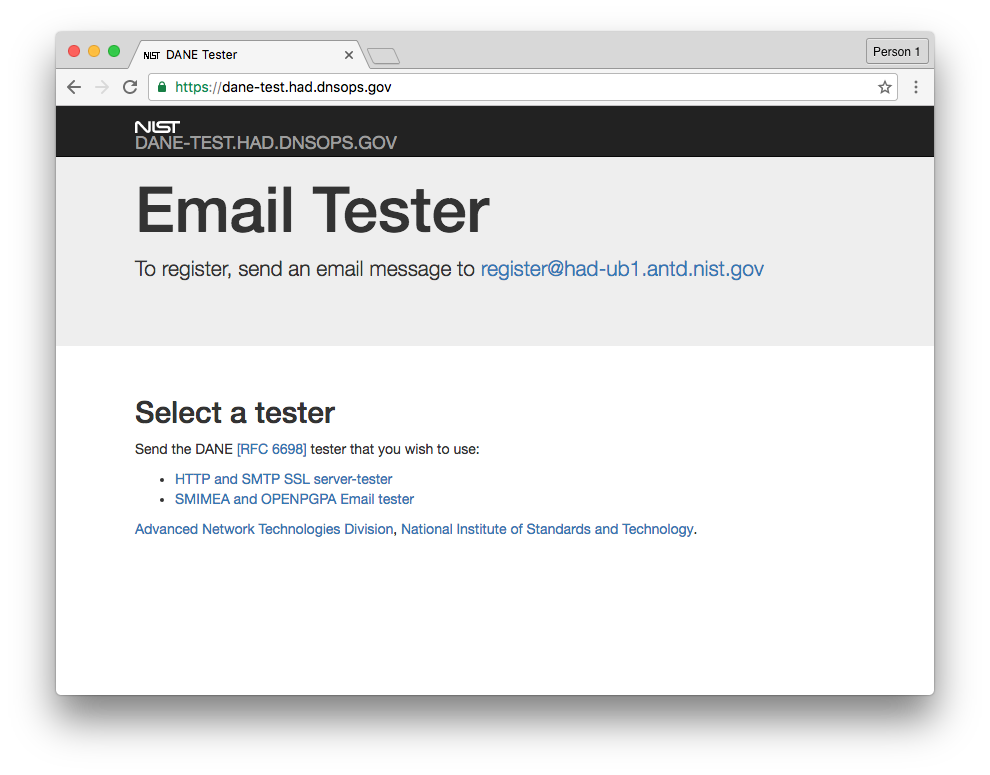 NIST DANE Tester
Person 1
https://dane-test.had.dnsops.gov
NIST
DANE-TEST.HAD.DNSOPS.GOV
Email Tester
To register, send an email message to register@had-ub1.antd.nist.gov
Select a tester
Send the DANE [RFC 6698] tester that you wish to use:
• HTTP and SMTP SSL server-tester
• SMIMEA and OPENPGPA Email tester
Advanced Network Technologies Division, National Institute of Standards and Technology.